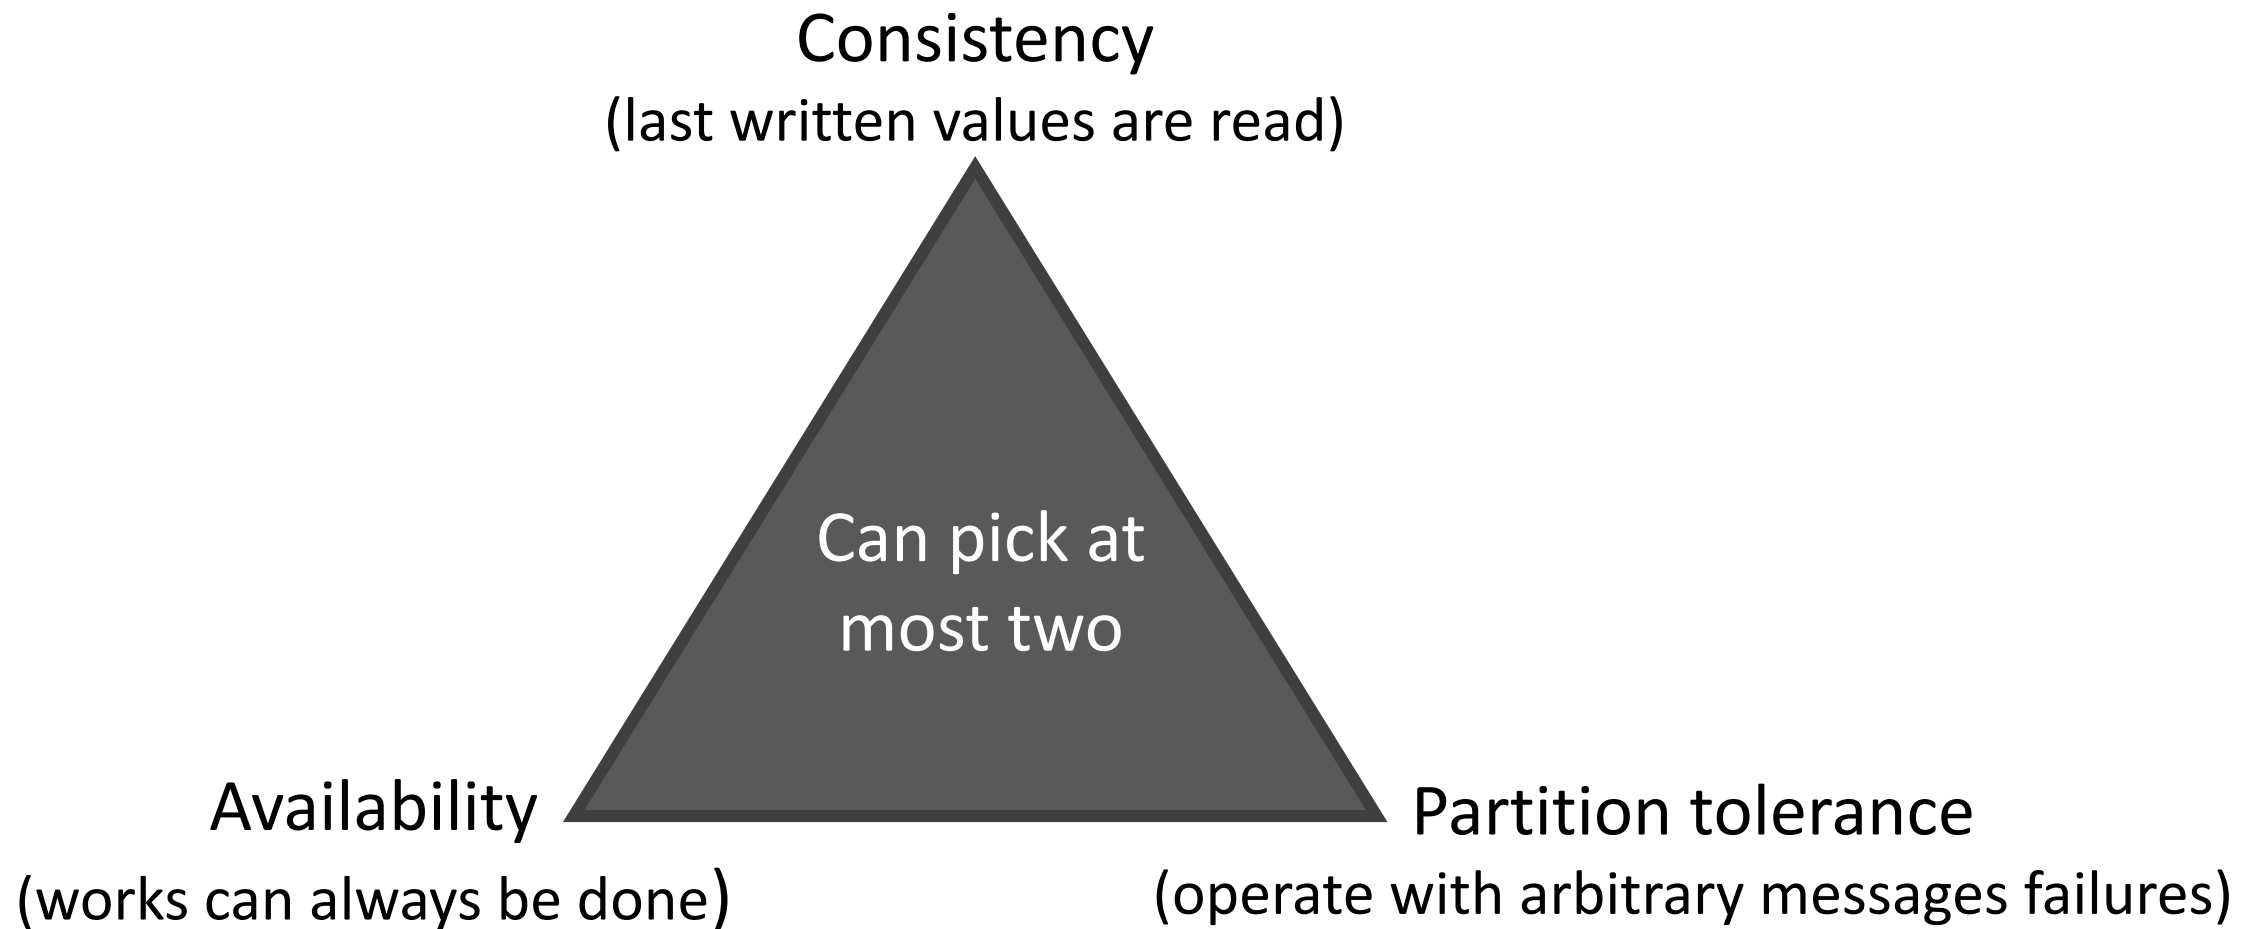 Consistency
(last written values are read)
Can pick at
most two
Availability
(works can always be done)
Partition tolerance
(operate with arbitrary messages failures)